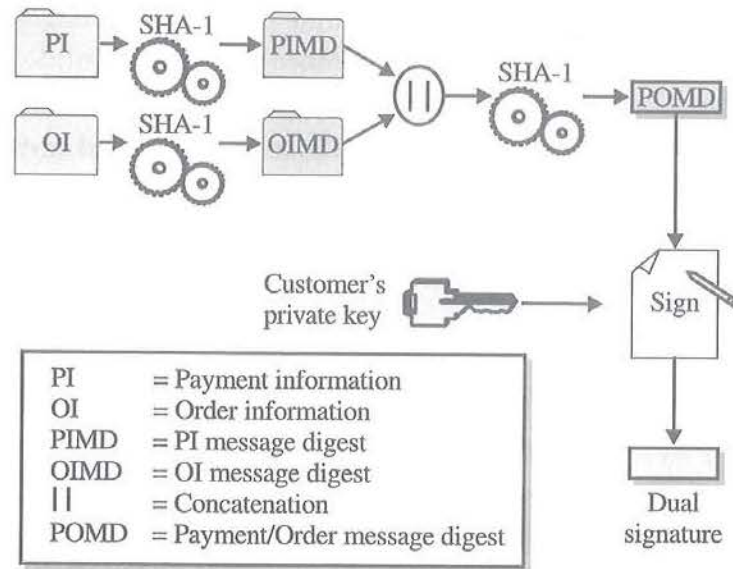 PI
SHA-1
PIMD
SHA-1
POMD
OI
SHA-1
OIMD
||
Customer's
private key
Sign
PI = Payment information
OI = Order information
PIMD = PI message digest
OIMD = OI message digest
|| = Concatenation
POMD = Payment/Order message digest
Dual
signature